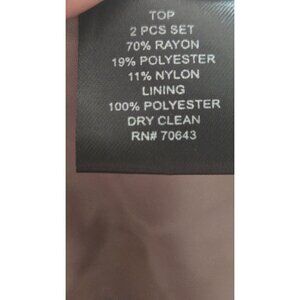 TOP
2 PCS SET
70% RAYON
19% POLYESTER
11% NYLON
LINING
100% POLYESTER
DRY CLEAN
RN# 70643